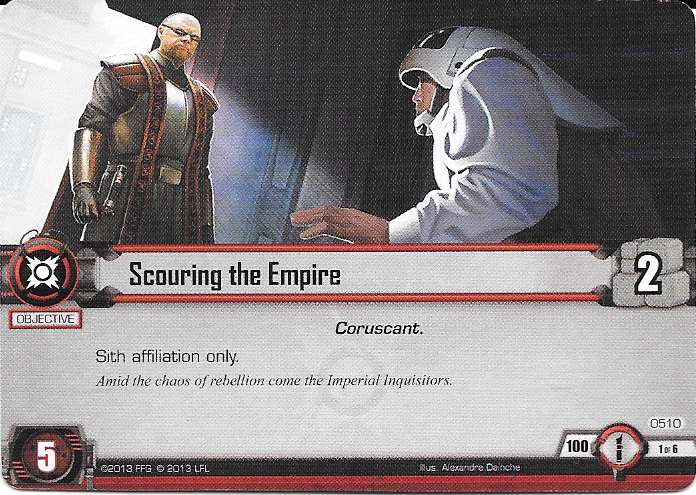 Scouring the Empire
2
OBJECTIVE
Coruscant.
Sith affiliation only.
Amid the chaos of rebellion come the Imperial Inquisitors.
0510
5
©2013 FFG © 2013 LFL
Illus. Alexandre Dainche
100
1 OF 6